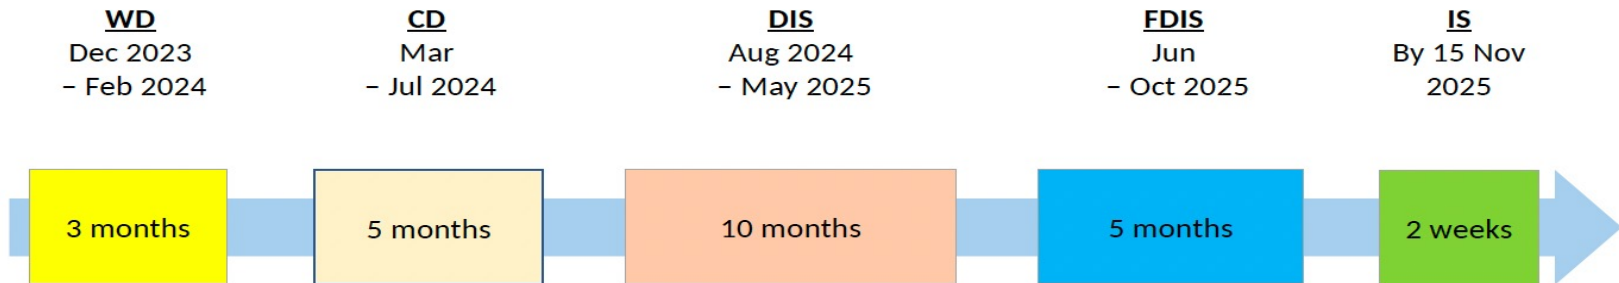 WD
Dec 2023
– Feb 2024
CD
Mar
– Jul 2024
DIS
Aug 2024
– May 2025
FDIS
Jun
– Oct 2025
IS
By 15 Nov
2025
3 months
5 months
10 months
5 months
2 weeks